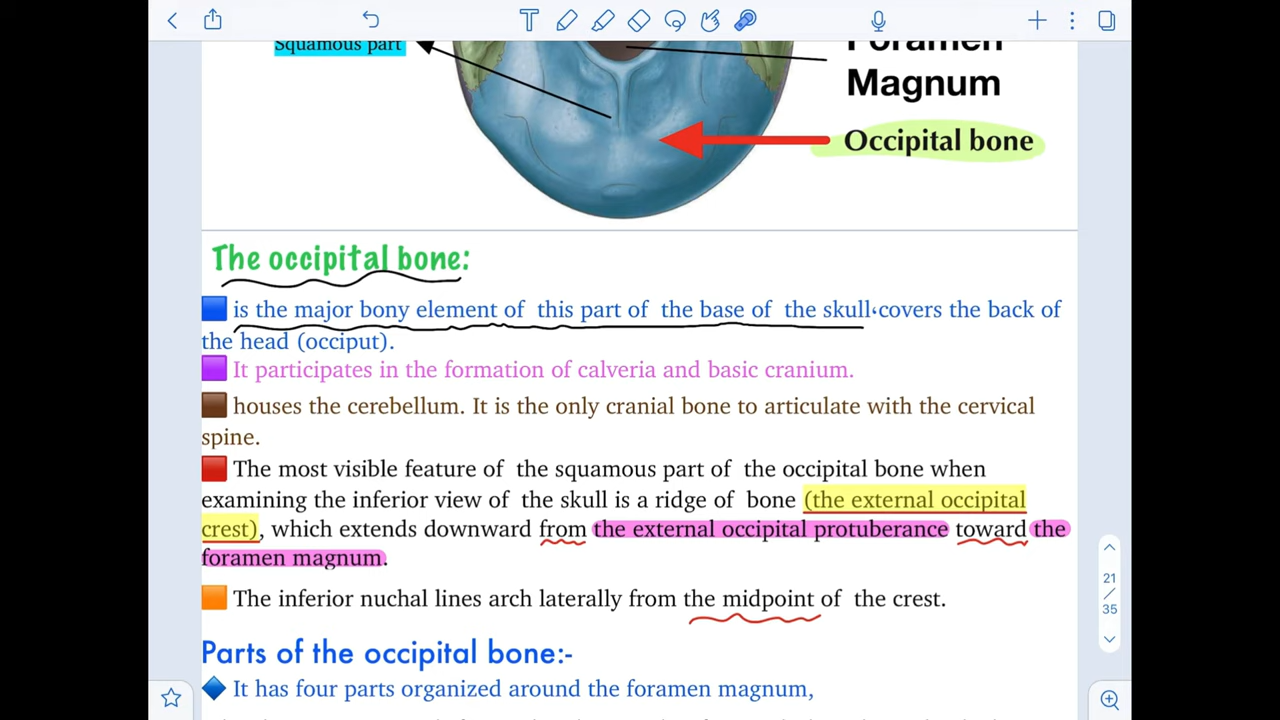 Squamous part
Foramen
Magnum
Occipital bone
The occipital bone:
is the major bony element of this part of the base of the skull،covers the back of
the head (occiput).
It participates in the formation of calveria and basic cranium.
houses the cerebellum. It is the only cranial bone to articulate with the cervical
spine.
The most visible feature of the squamous part of the occipital bone when
examining the inferior view of the skull is a ridge of bone (the external occipital
crest), which extends downward from the external occipital protuberance toward the
foramen magnum.
The inferior nuchal lines arch laterally from the midpoint of the crest.
Parts of the occipital bone:-
It has four parts organized around the foramen magnum,
21
/
35